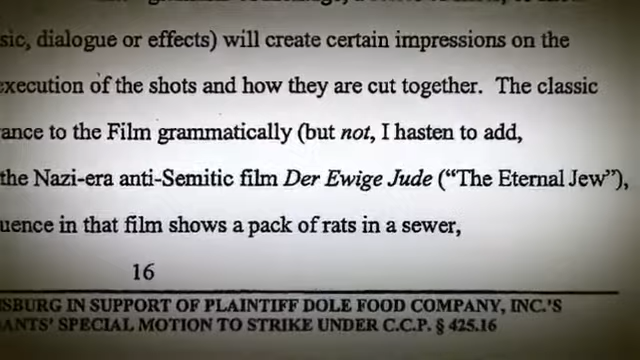 sic, dialogue or effects) will create certain impressions on the
execution of the shots and how they are cut together. The classic
ance to the Film grammatically (but not, I hasten to add,
the Nazi-era anti-Semitic film Der Ewige Jude (“The Eternal Jew”),
uence in that film shows a pack of rats in a sewer,
16
SBURG IN SUPPORT OF PLAINTIFF DOLE FOOD COMPANY, INC.'S
ANTS' SPECIAL MOTION TO STRIKE UNDER C.C.P. § 425.16